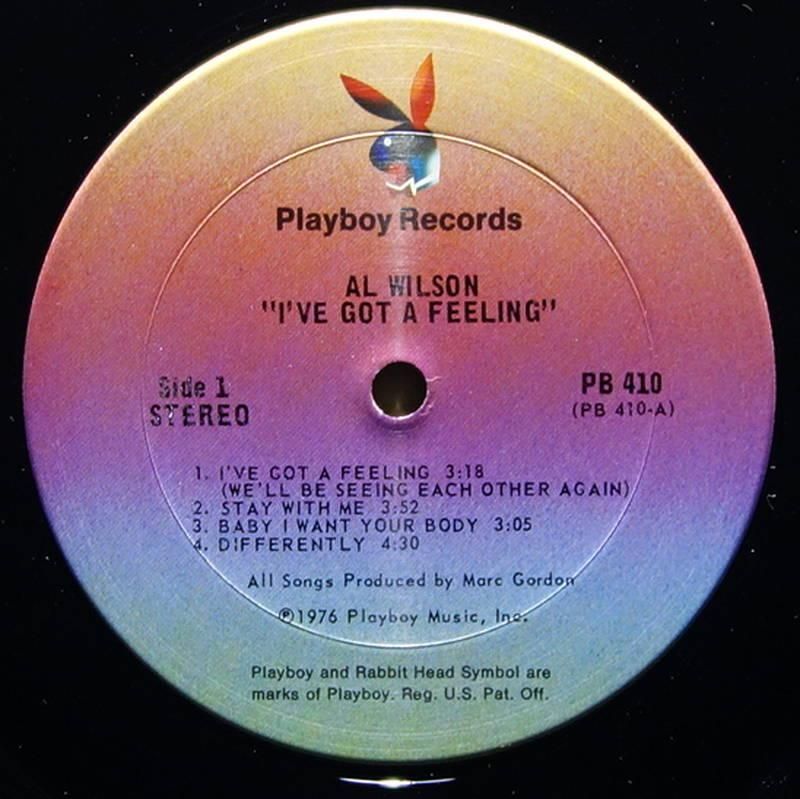 Playboy Records
AL WILSON
"I'VE GOT A FEELING"
Side 1
STEREO
PB 410
(PB 410-A)
1. I'VE GOT A FEELING 3:18
(WE'LL BE SEEING EACH OTHER AGAIN)
2. STAY WITH ME 3:52
3. BABY I WANT YOUR BODY 3:05
4. DIFFERENTLY 4:30
All Songs Produced by Marc Gordon
℗1976 Playboy Music, Inc.
Playboy and Rabbit Head Symbol are
marks of Playboy. Reg. U.S. Pat. Off.